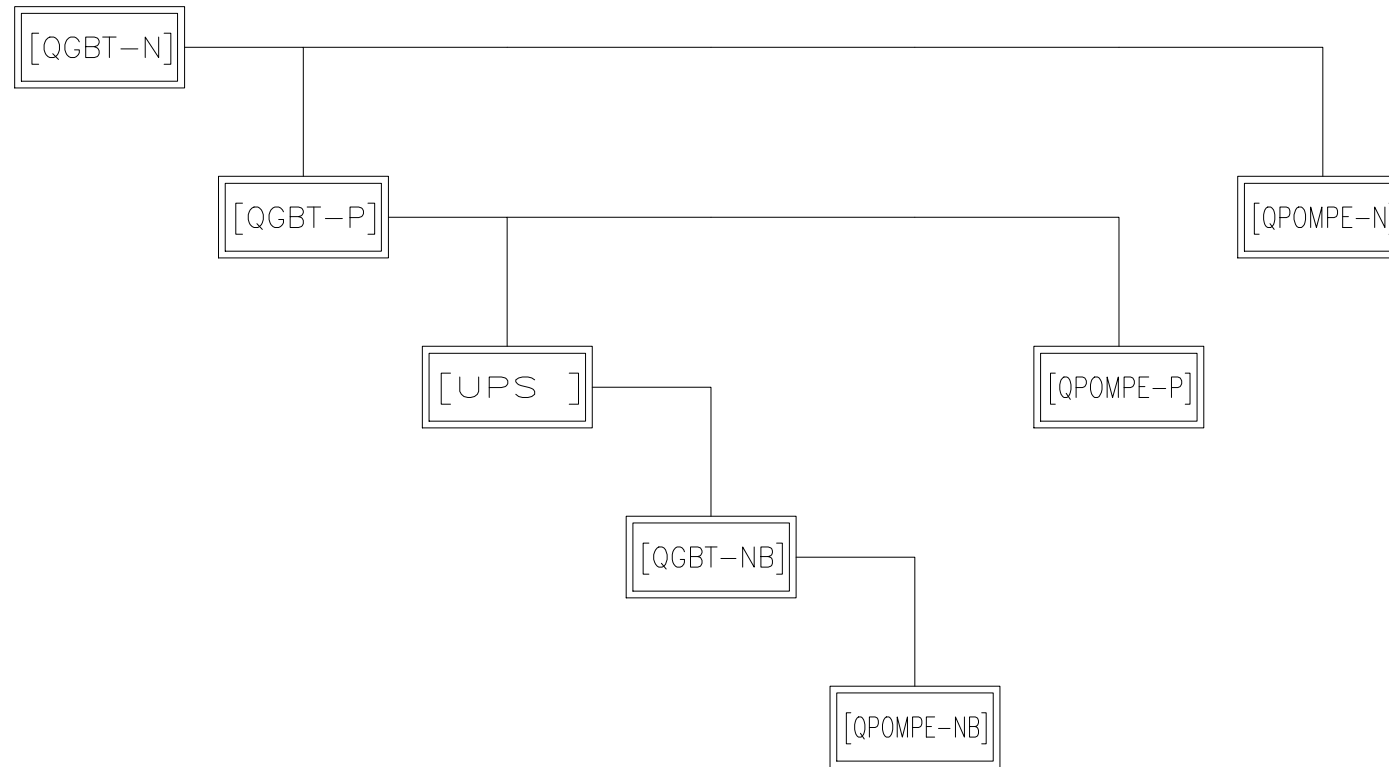 [QGBT-N]
[QGBT-P]
[QPOMPE-N]
[UPS ]
[QPOMPE-P]
[QGBT-NB]
[QPOMPE-NB]